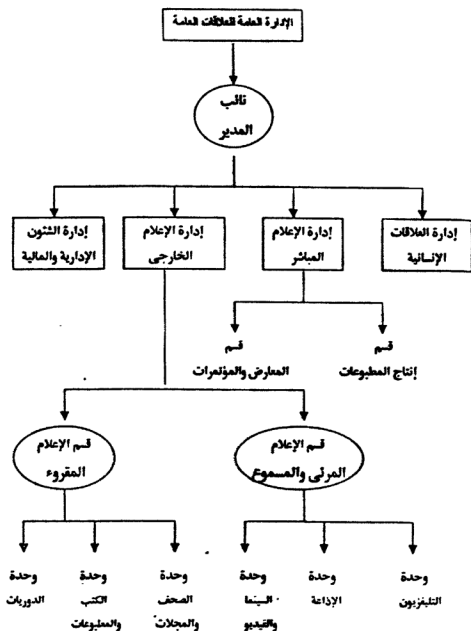 الإدارة العامة للعلاقات العامة
نائب
المدير
إدارة العلاقات
الإنسانية
إدارة الإعلام
المباشر
إدارة الإعلام
الخارجى
إدارة الشئون
الإدارية والمالية
قسم
إنتاج المطبوعات
قسم
المعارض والمؤتمرات
قسم الإعلام
المرئى والمسموع
قسم الإعلام
المقروء
وحدة
التليفزيون
وحدة
الإذاعة
وحدة
السينما
والفيديو
وحدة
الصحف
والمجلات
وحدة
الكتب
والمطبوعات
وحدة
الدوريات